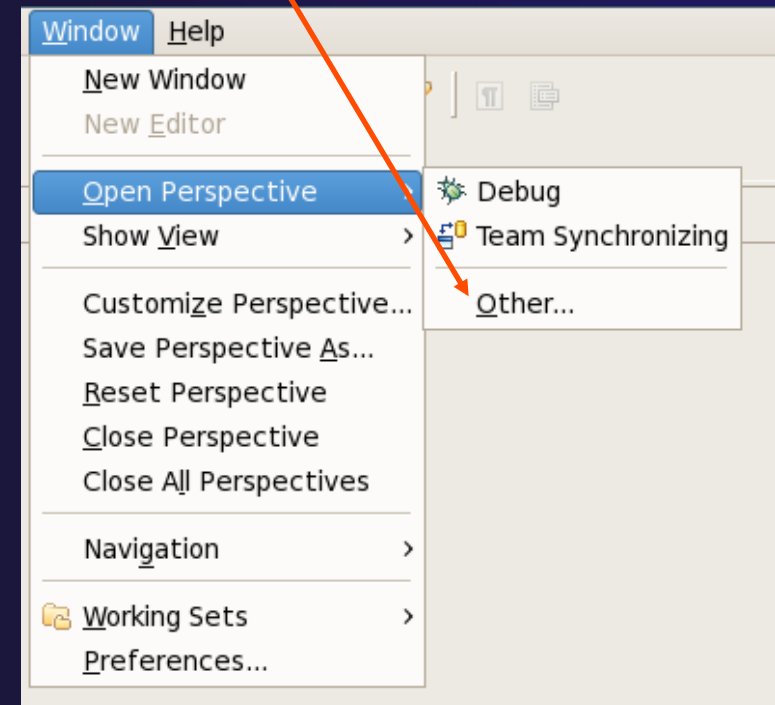 Window Help
New Window
New Editor
Open Perspective
Debug
Show View
Team Synchronizing
Customize Perspective...
Other...
Save Perspective As...
Reset Perspective
Close Perspective
Close All Perspectives
Navigation
Working Sets
Preferences...